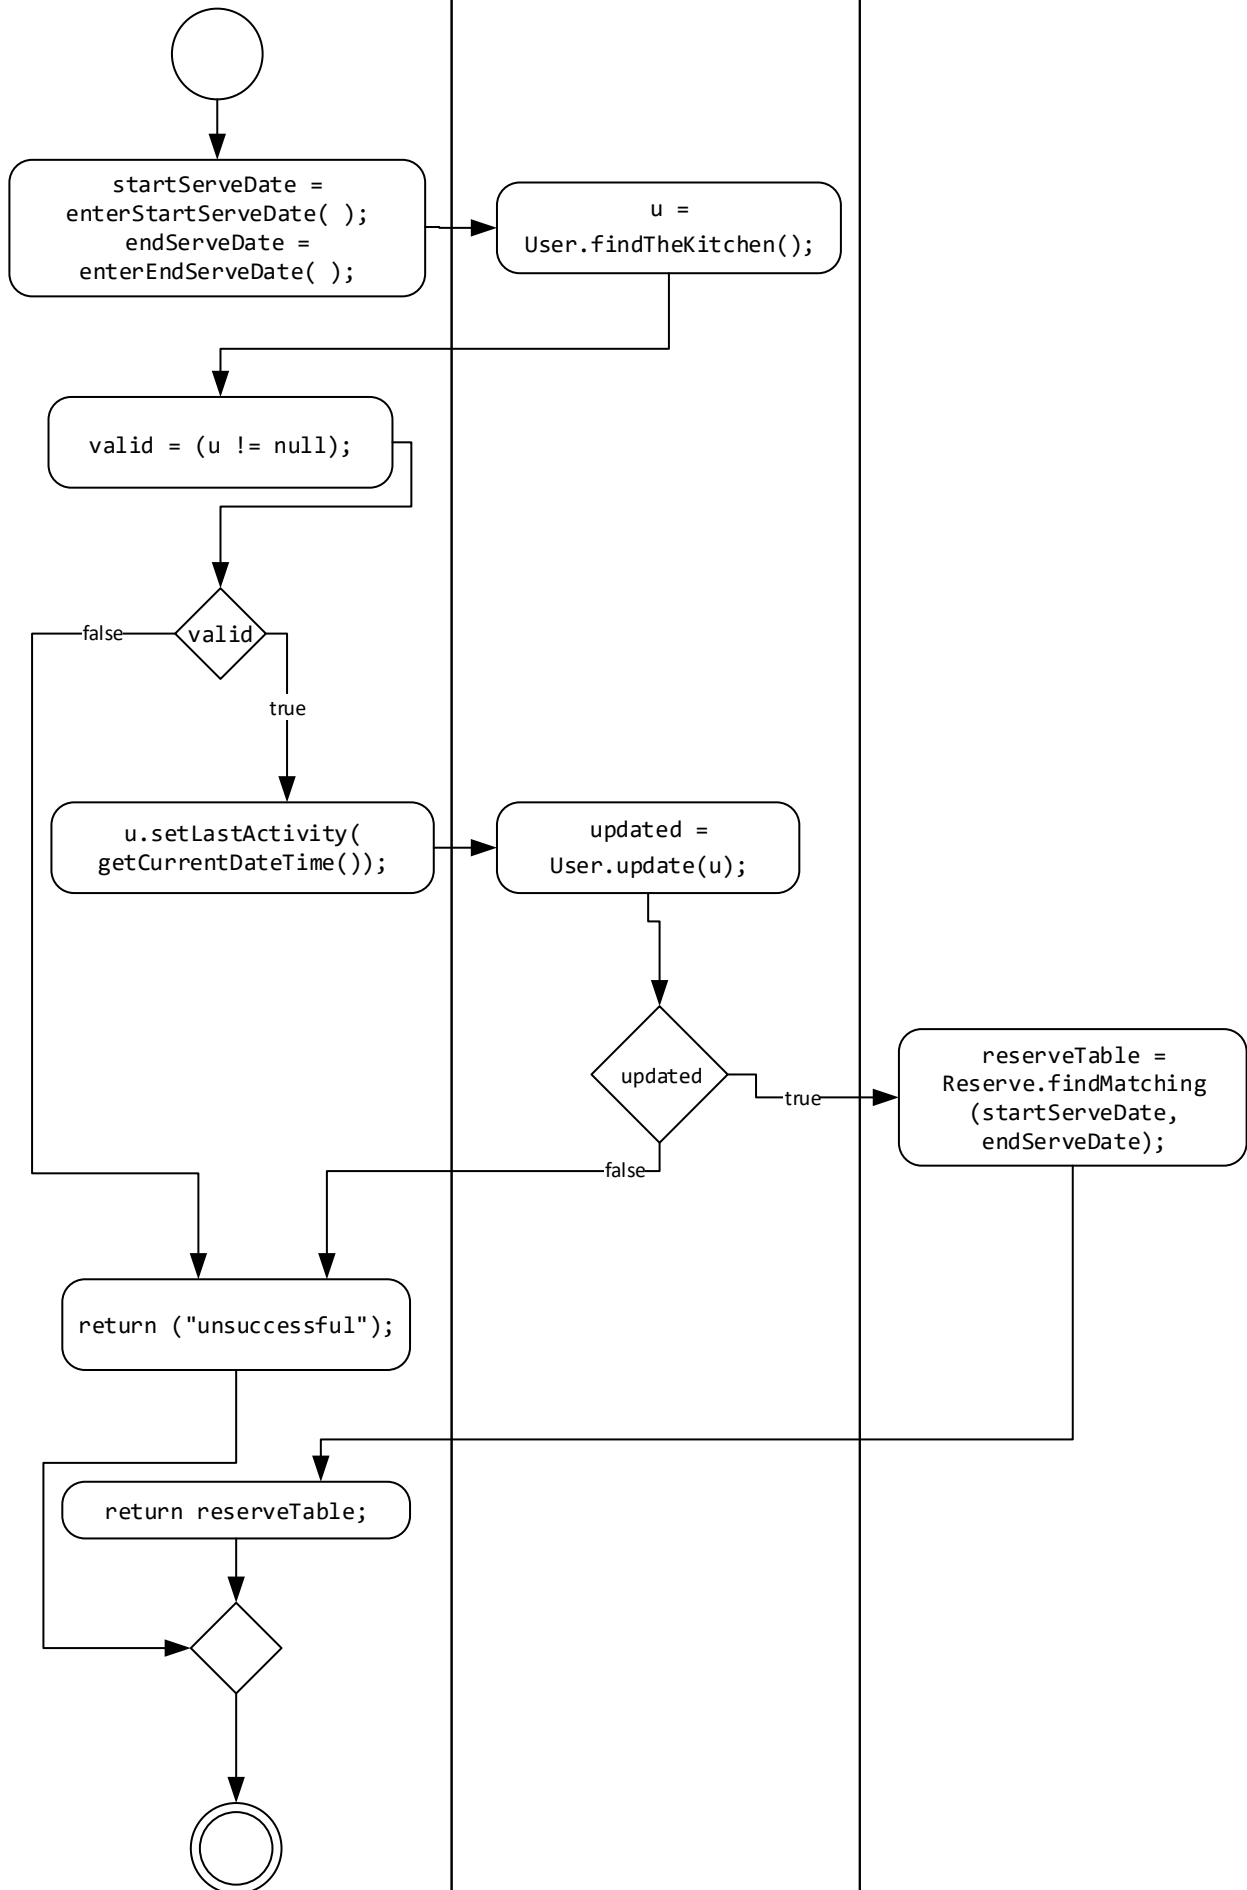 startServeDate =
enterStartServeDate( );
endServeDate =
enterEndServeDate( );
u =
User.findTheKitchen();
valid = (u != null);
false
valid
true
u.setLastActivity(
getCurrentDateTime());
updated =
User.update(u);
updated
true
reserveTable =
Reserve.findMatching
(startServeDate,
endServeDate);
false
return ("unsuccessful");
return reserveTable;